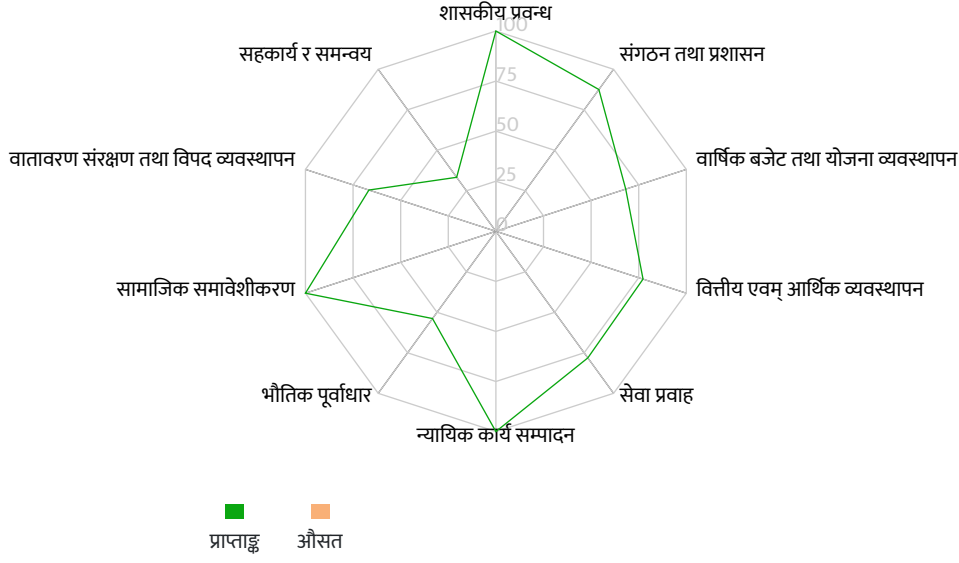 शासकीय प्रवन्ध
100
सहकार्य र समन्वय
संगठन तथा प्रशासन
75
50
वातावरण संरक्षण तथा विपद व्यवस्थापन
वार्षिक बजेट तथा योजना व्यवस्थापन
25
0
सामाजिक समावेशीकरण
वित्तीय एवम् आर्थिक व्यवस्थापन
भौतिक पूर्वाधार
सेवा प्रवाह
न्यायिक कार्य सम्पादन
प्राप्ताङ्क
औसत